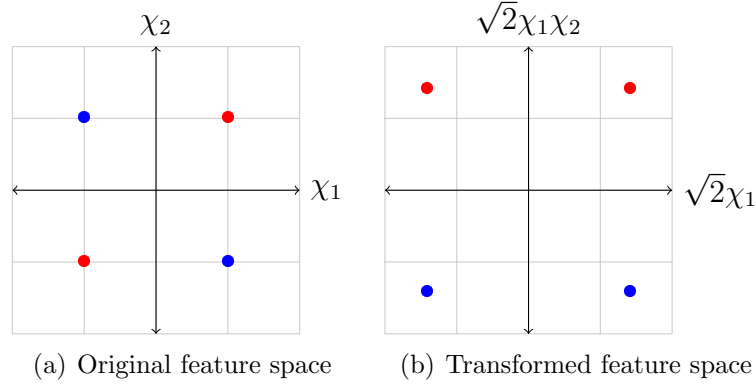 χ₂
√2χ₁χ₂
χ₁
√2χ₁
(a) Original feature space
(b) Transformed feature space